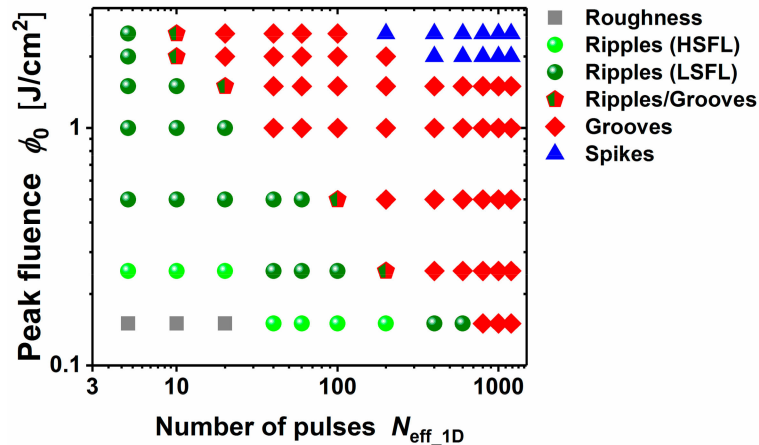 Peak fluence ϕ0 [J/cm²]
1
0.1
3
10
100
1000
Number of pulses Neff_1D
Roughness
Ripples (HSFL)
Ripples (LSFL)
Ripples/Grooves
Grooves
Spikes